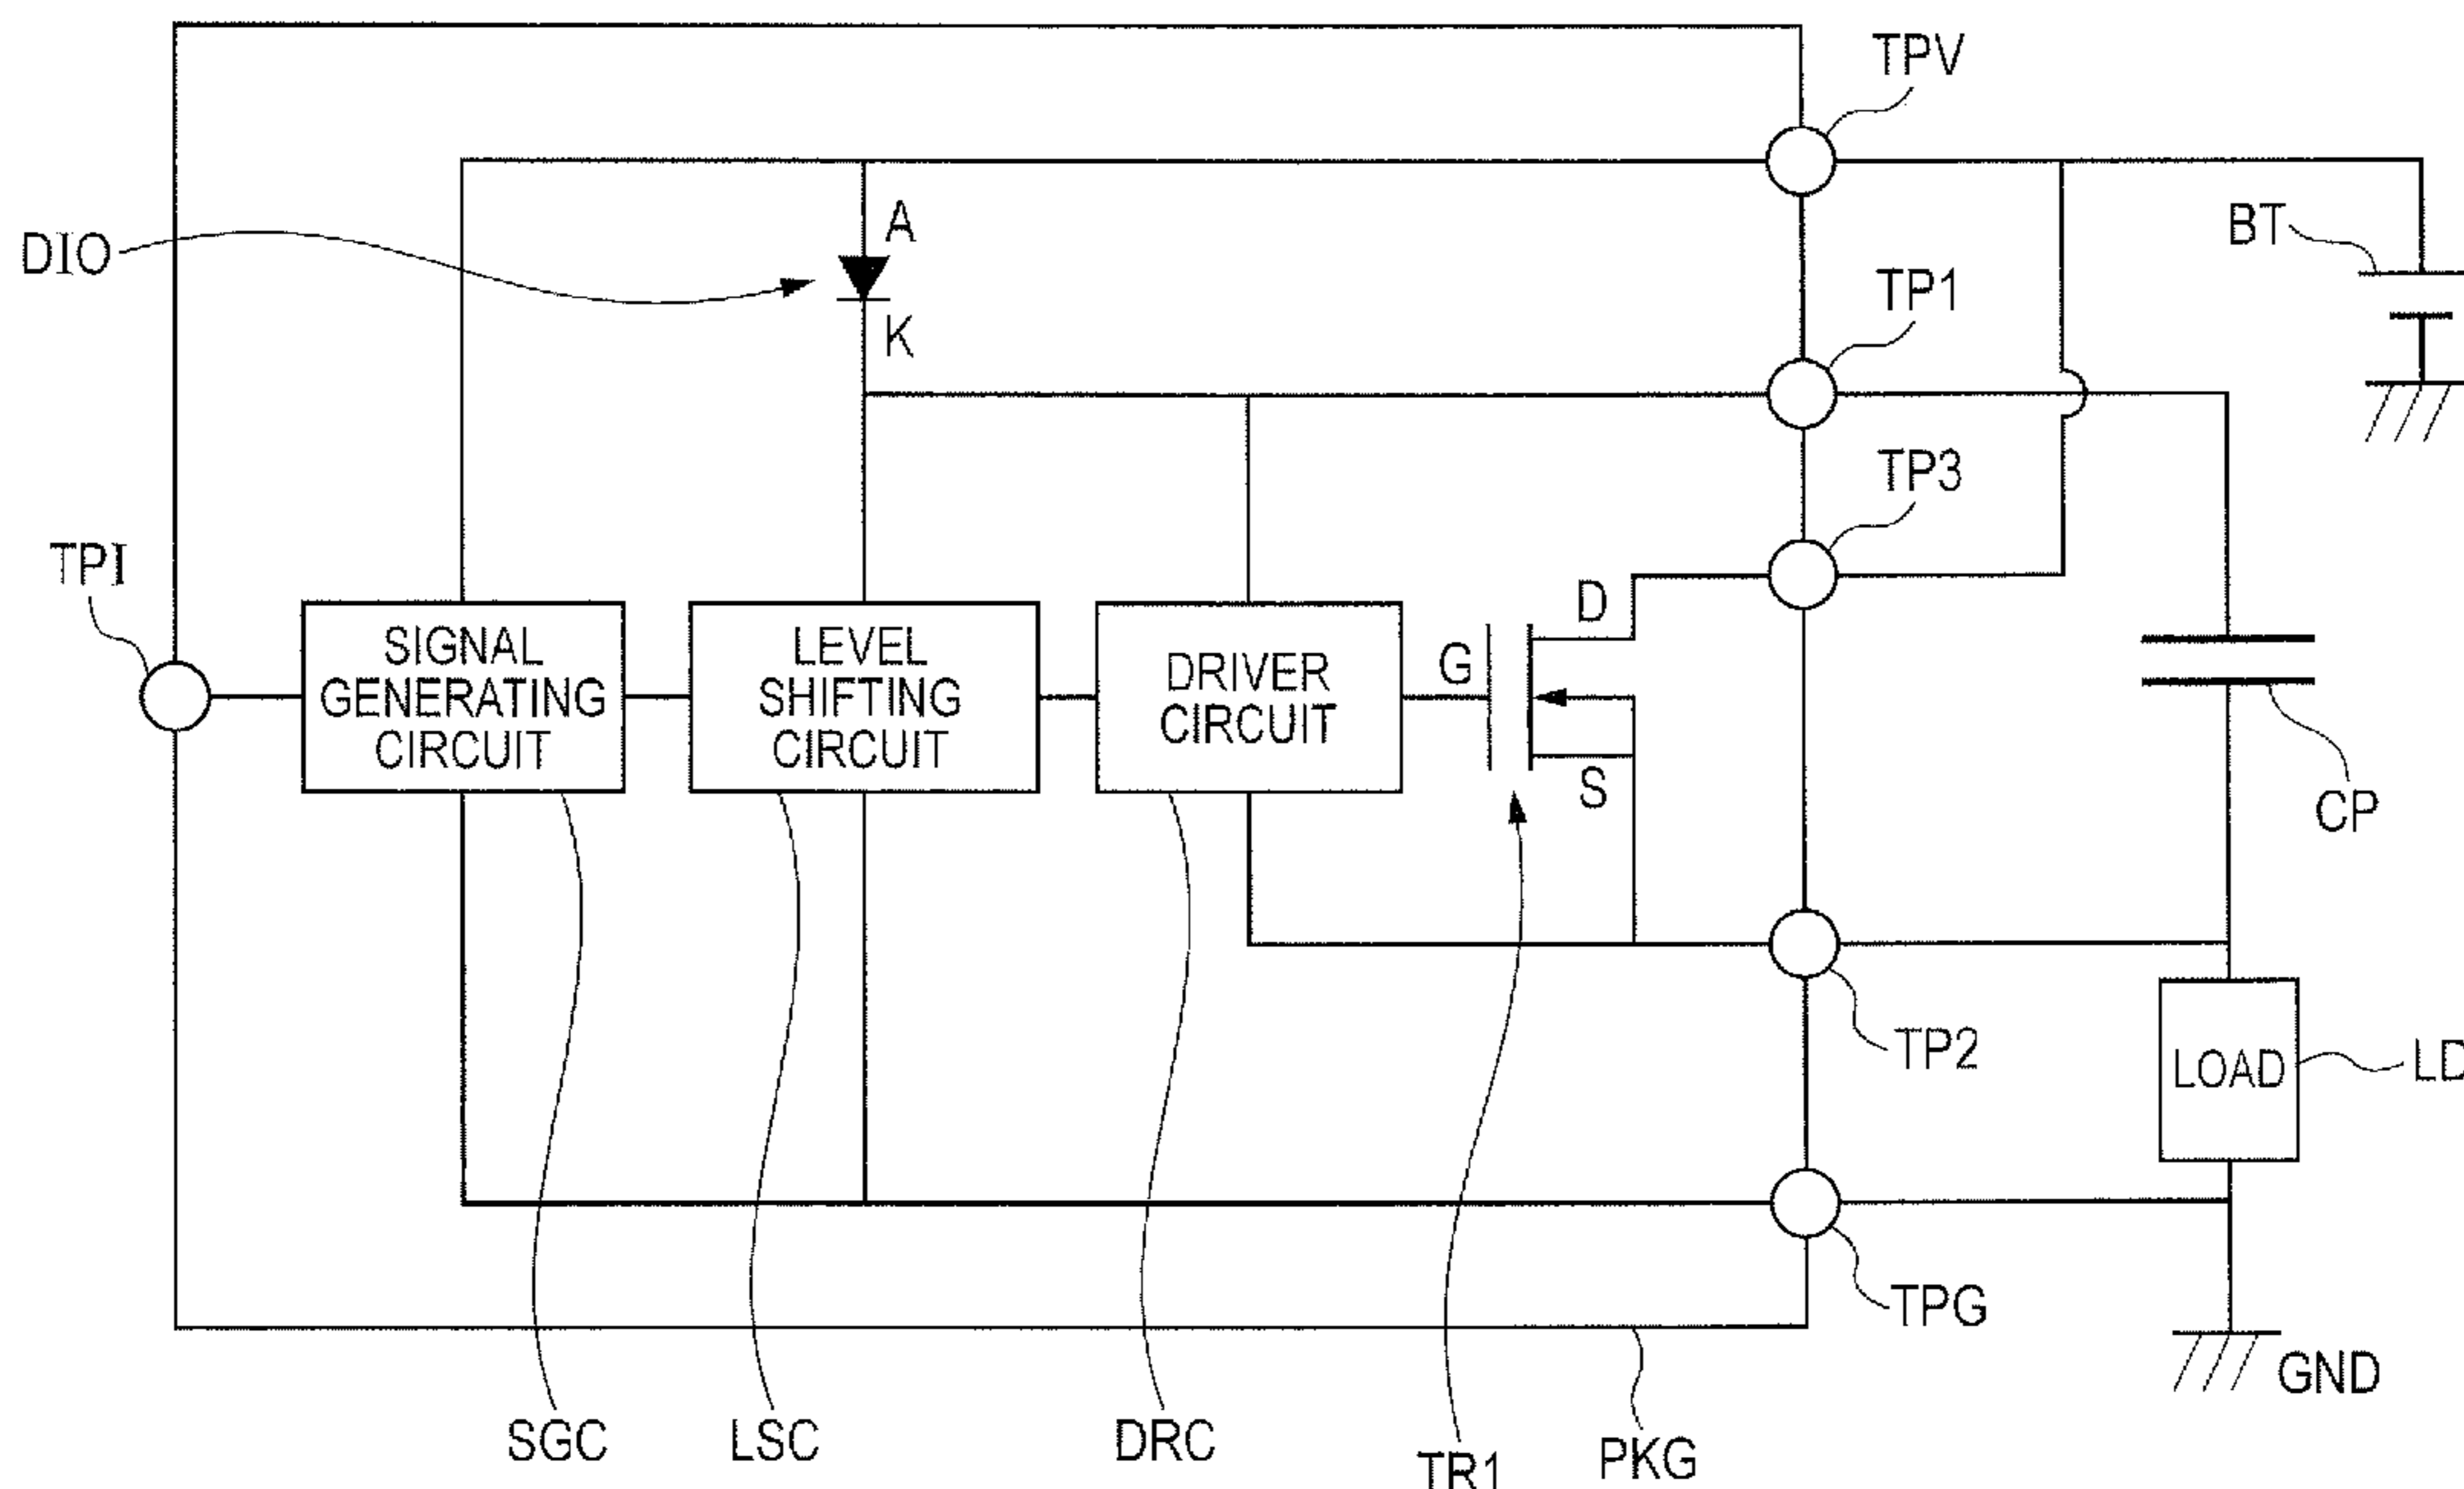 TPV
DIO
A
K
BT
TP1
TP3
TPI
SIGNAL
GENERATING
CIRCUIT
LEVEL
SHIFTING
CIRCUIT
DRIVER
CIRCUIT
G
D
S
CP
TP2
LOAD
LD
TPG
GND
SGC
LSC
DRC
TR1
PKG